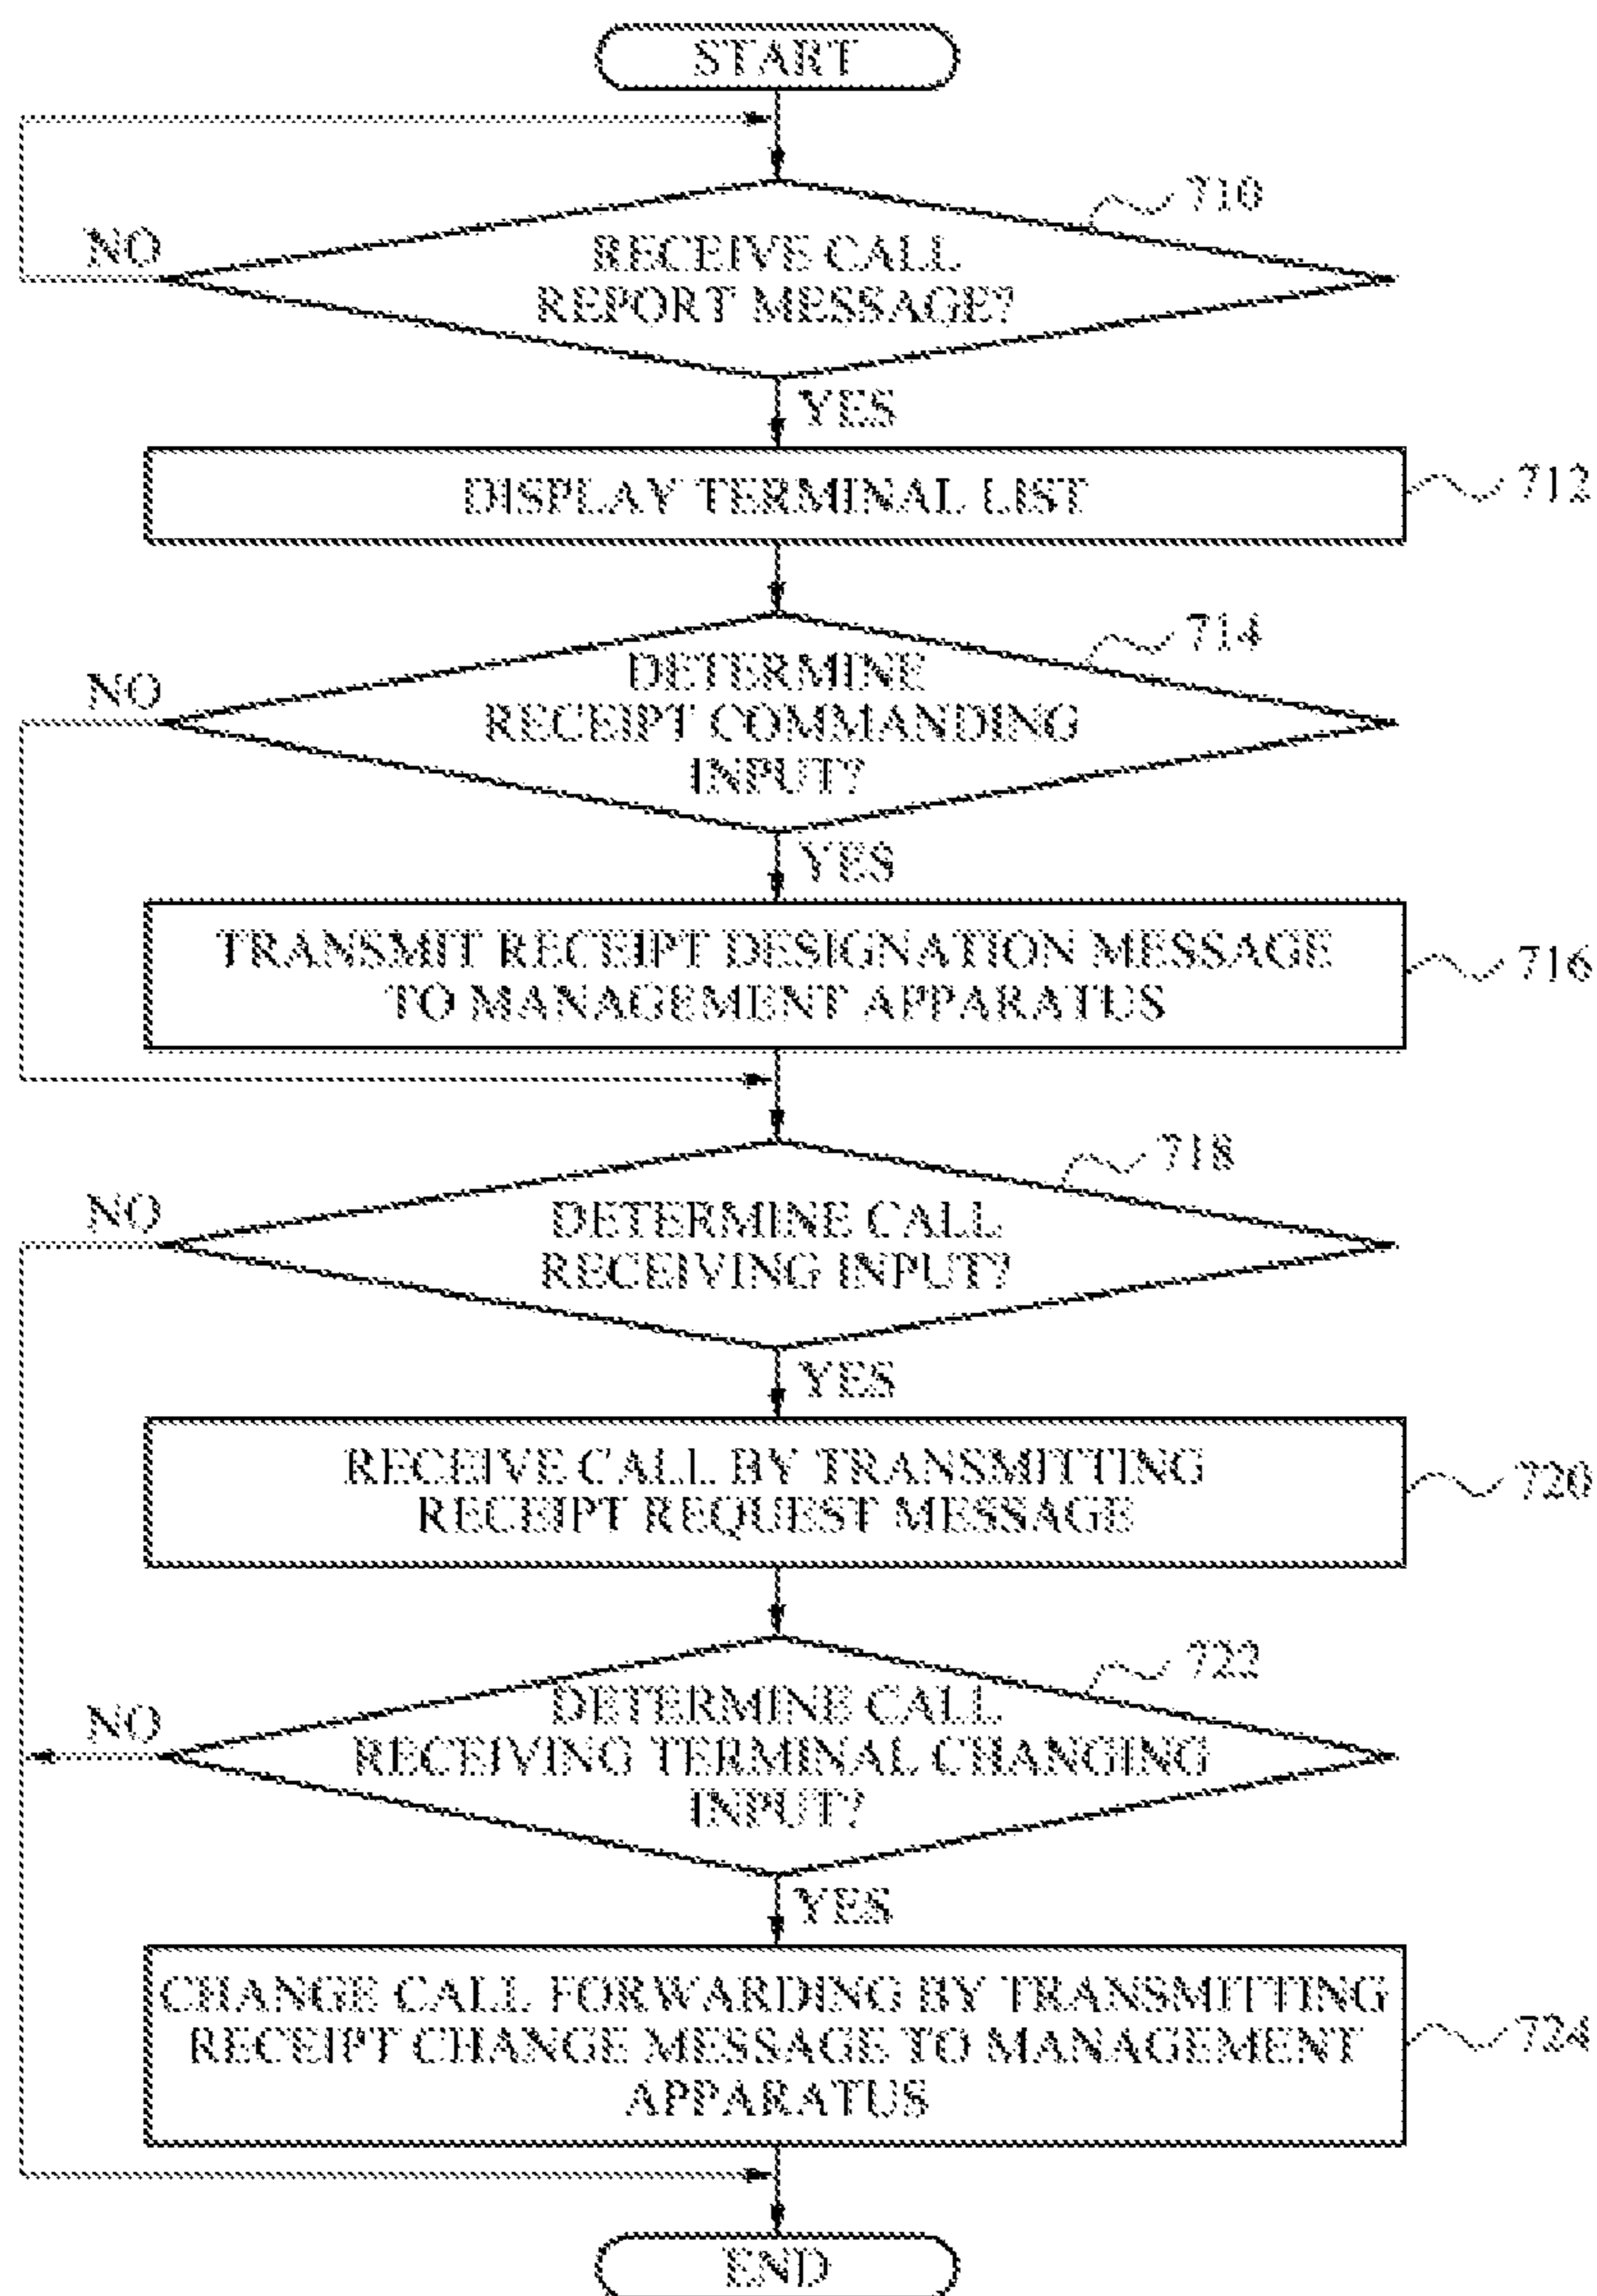 START
710
NO
RECEIVE CALL
REPORT MESSAGE?
YES
DISPLAY TERMINAL LIST
712
714
NO
DETERMINE
RECEIPT COMMANDING
INPUT?
YES
TRANSMIT RECEIPT DESIGNATION MESSAGE
TO MANAGEMENT APPARATUS
716
718
NO
DETERMINE CALL
RECEIVING INPUT?
YES
RECEIVE CALL BY TRANSMITTING
RECEIPT REQUEST MESSAGE
720
722
NO
DETERMINE CALL
RECEIVING TERMINAL CHANGING
INPUT?
YES
CHANGE CALL FORWARDING BY TRANSMITTING
RECEIPT CHANGE MESSAGE TO MANAGEMENT
APPARATUS
724
END